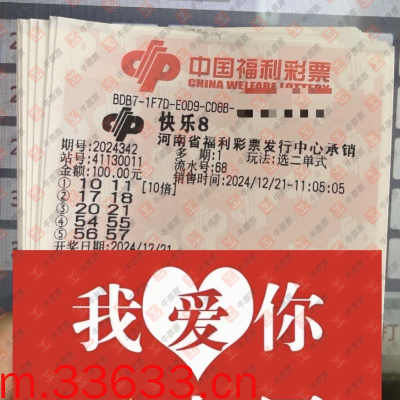 中国福利彩票
CHINA WELFARE LOTTERY
BDB7-1F7D-E0D9-CD8B-
快乐8
河南省福利彩票发行中心承销
期号:2024342 多期:1 玩法:选二单式
站号:41130011 流水号:68
金额:100.00元 销售时间:2024/12/21-11:05:05
① 10 11 [10倍]
② 17 18
③ 20 21
④ 54 55
⑤ 56 57
开奖日期:2024/12/21
我爱你
m.33633.cn